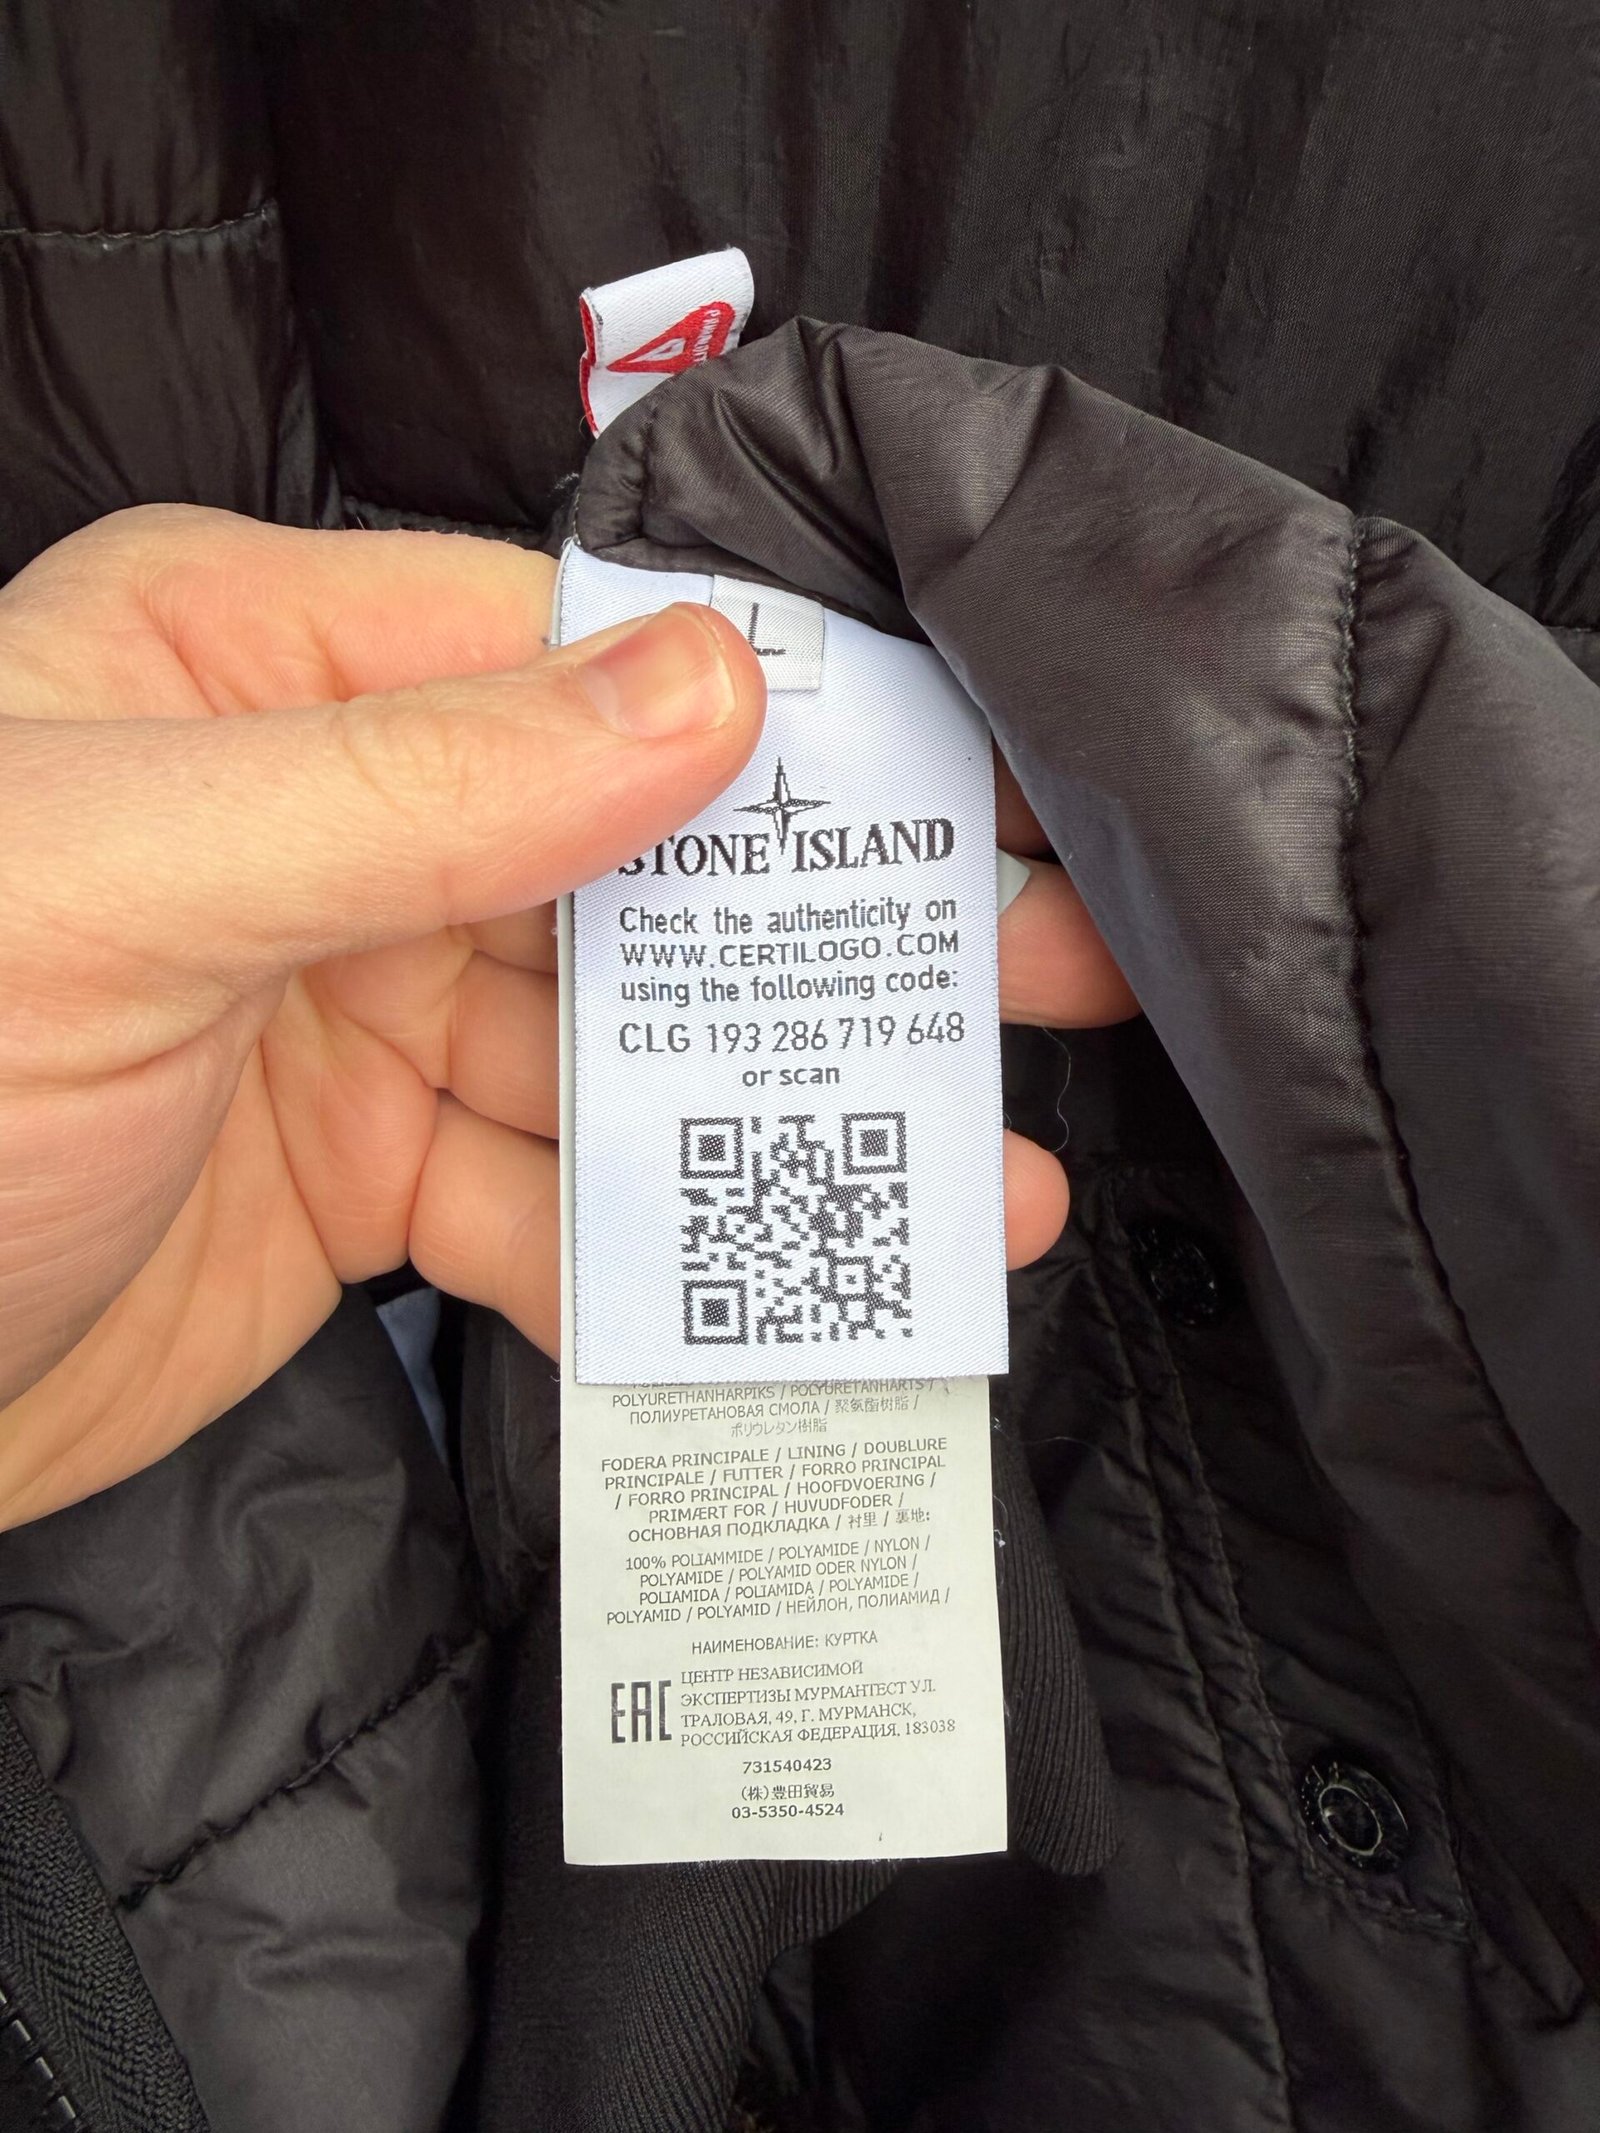 L
STONE ISLAND
Check the authenticity on
WWW.CERTILOGO.COM
using the following code:
CLG 193 286 719 648
or scan
POLYURETHANHARPIKS / POLYURETANHARTS /
ПОЛИУРЕТАНОВАЯ СМОЛА / 聚氨酯树脂 /
ポリウレタン樹脂
FODERA PRINCIPALE / LINING / DOUBLURE
PRINCIPALE / FUTTER / FORRO PRINCIPAL
/ FORRO PRINCIPAL / HOOFDVOERING /
PRIMÆRT FOR / HUVUDFODER /
ОСНОВНАЯ ПОДКЛАДКА / 衬里 / 裏地:
100% POLIAMMIDE / POLYAMIDE / NYLON /
POLYAMIDE / POLYAMID ODER NYLON /
POLIAMIDA / POLIAMIDA / POLYAMIDE /
POLYAMID / POLYAMID / НЕЙЛОН, ПОЛИАМИД /
НАИМЕНОВАНИЕ: КУРТКА
EAC
ЦЕНТР НЕЗАВИСИМОЙ
ЭКСПЕРТИЗЫ МУРМАНТЕСТ УЛ.
ТРАЛОВАЯ, 49, Г. МУРМАНСК,
РОССИЙСКАЯ ФЕДЕРАЦИЯ, 183038
731540423
(株)豊田貿易
03-5350-4524